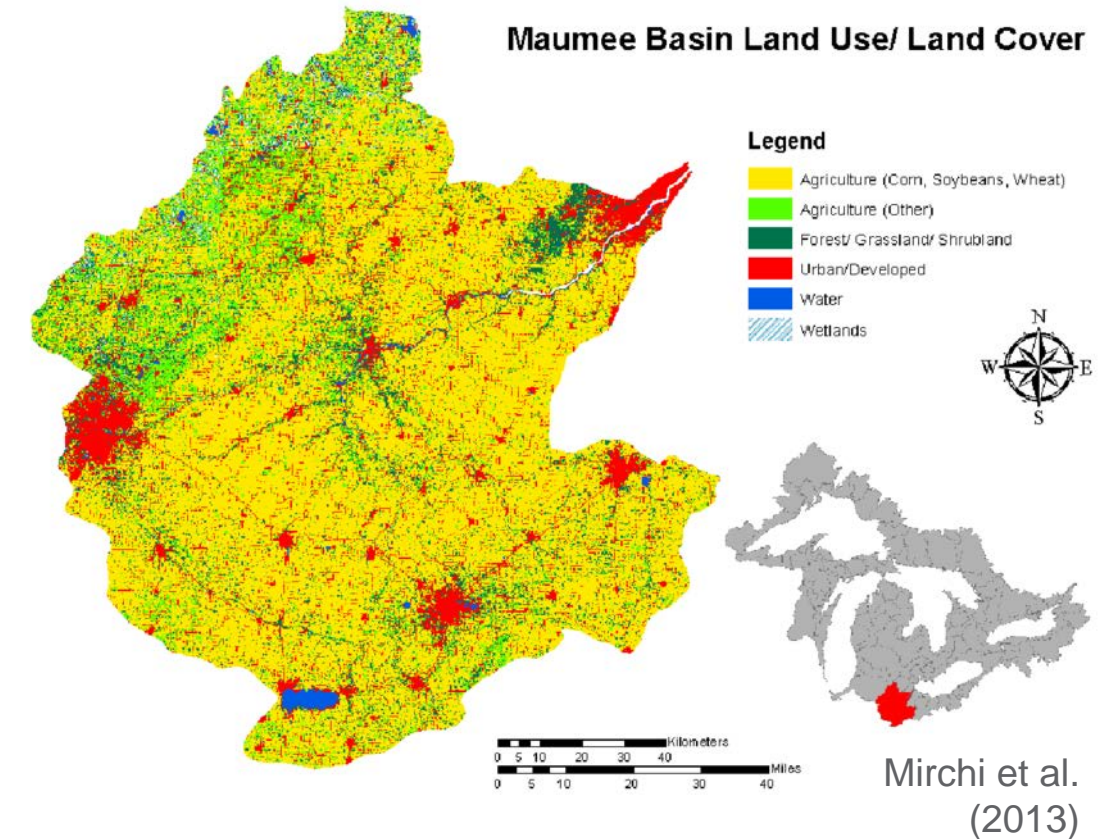 Maumee Basin Land Use/ Land Cover
Legend
Agriculture (Corn, Soybeans, Wheat)
Agriculture (Other)
Forest/ Grassland/ Shrubland
Urban/Developed
Water
Wetlands
N
W E
S
Kilometers
0 5 10 20 30 40
Miles
0 5 10 20 30 40
Mirchi et al.
(2013)